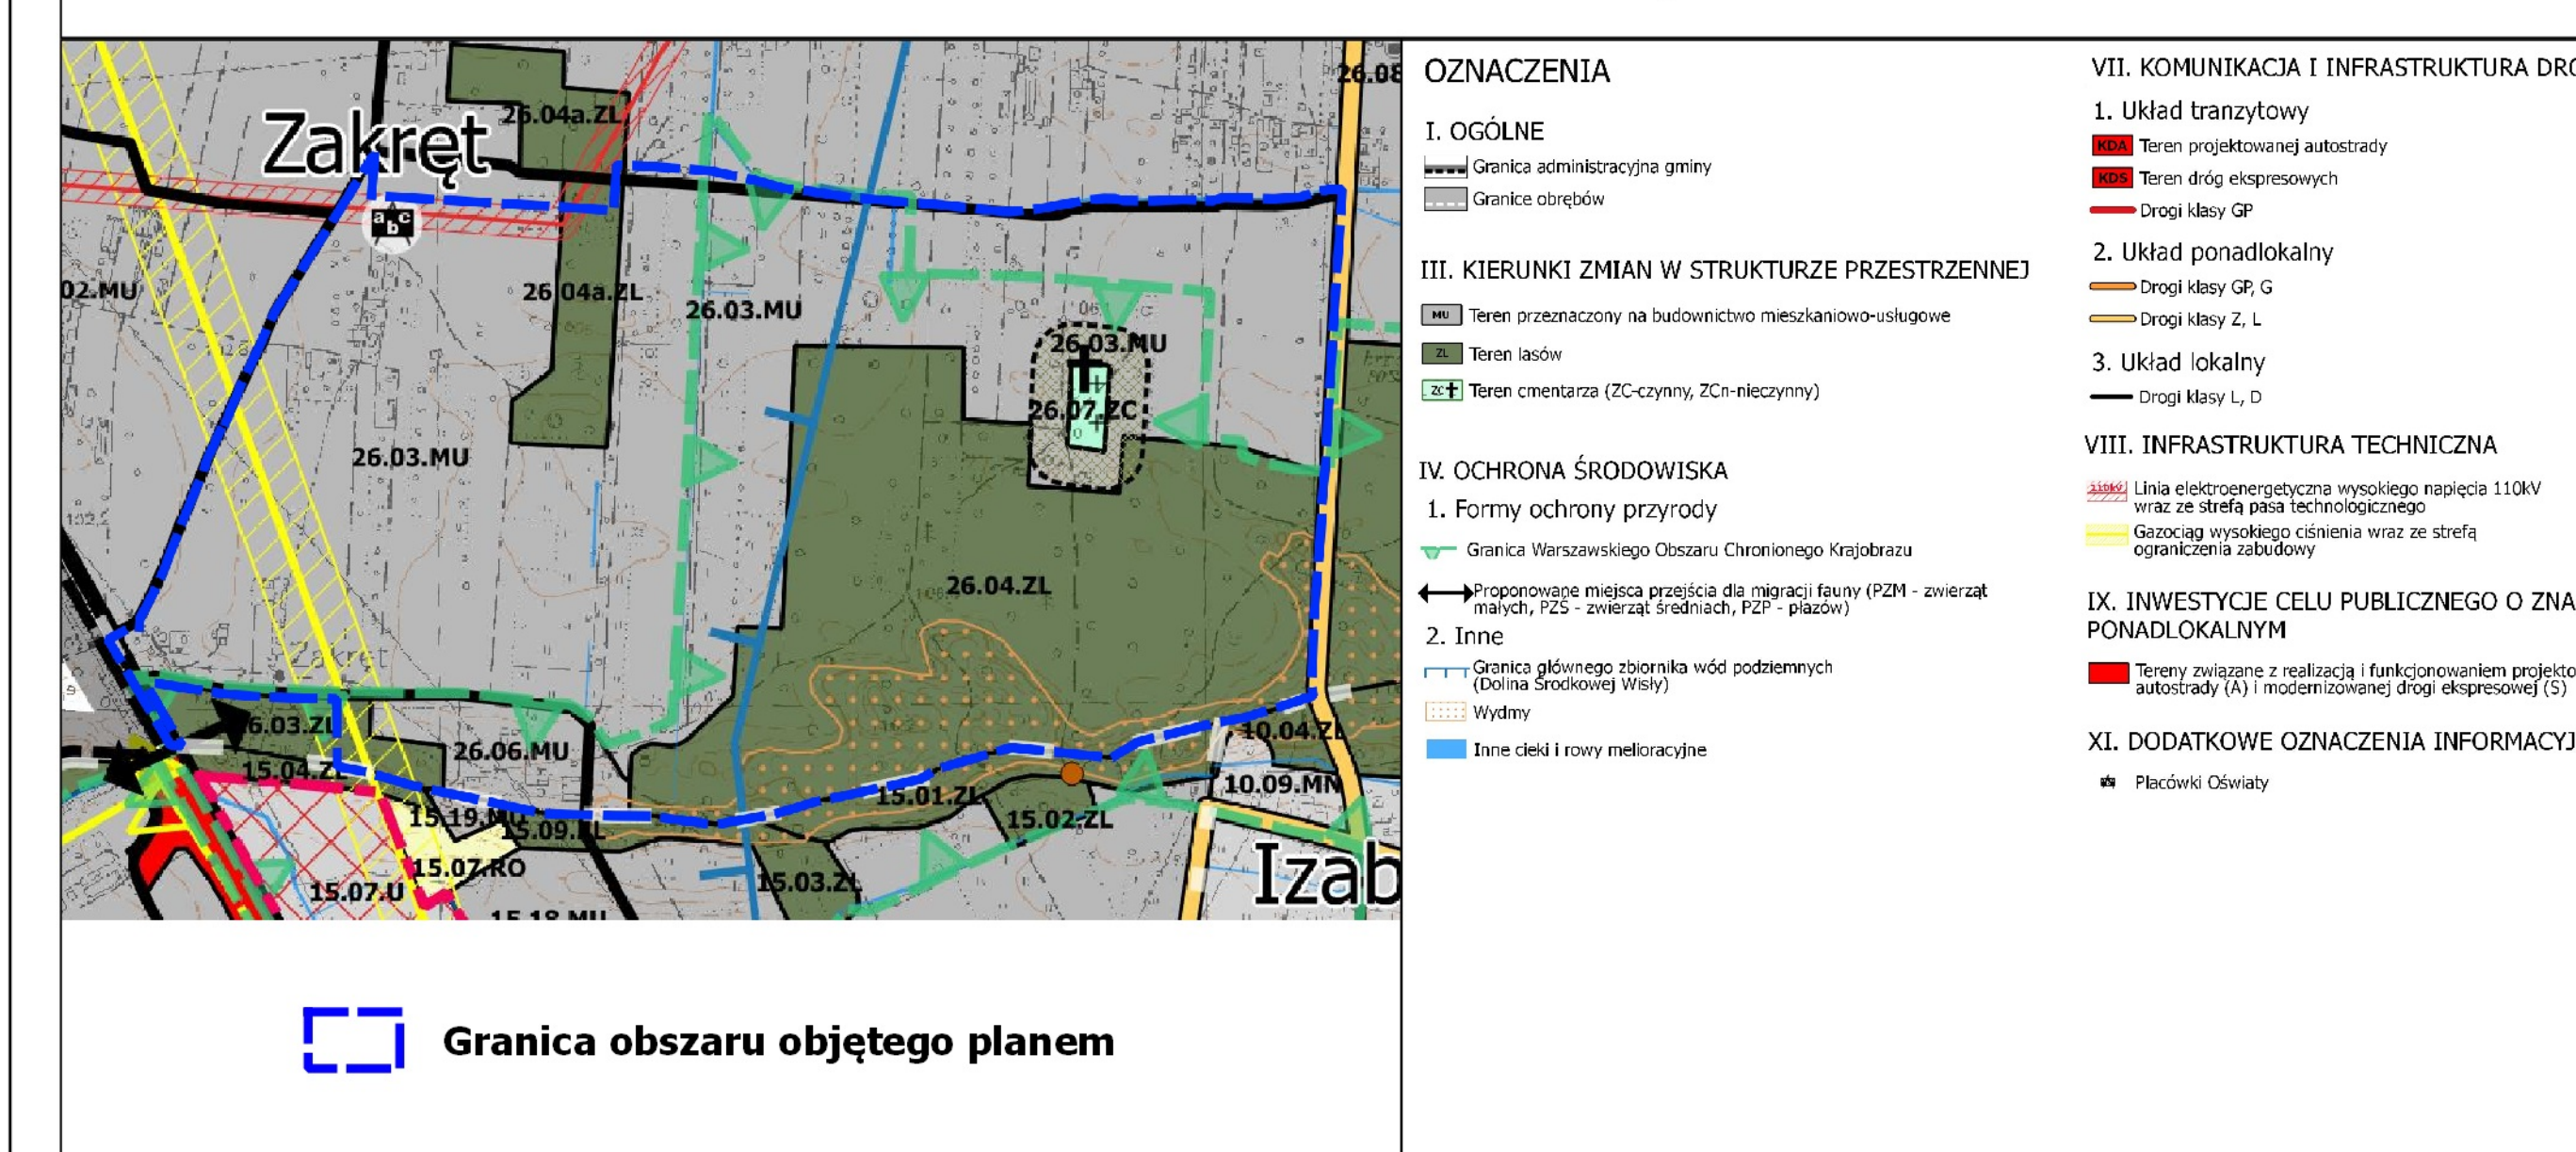 26.08
26.04a.ZL
Zakręt
a c
b
02.MU
26.04a.ZL
26.03.MU
26.03.MU
26.07.ZC
26.03.MU
26.04.ZL
6.03.ZL
10.04.ZL
26.06.MU
15.04.ZL
10.09.MN
15.01.ZL
15.19.MU
15.09.ZL
15.02.ZL
15.07.RO
15.07.U
15.03.ZL
Izab
15.18.MU
Granica obszaru objętego planem
OZNACZENIA
I. OGÓLNE
Granica administracyjna gminy
Granice obrębów
III. KIERUNKI ZMIAN W STRUKTURZE PRZESTRZENNEJ
MU Teren przeznaczony na budownictwo mieszkaniowo-usługowe
ZL Teren lasów
ZC Teren cmentarza (ZC-czynny, ZCn-nieczynny)
IV. OCHRONA ŚRODOWISKA
1. Formy ochrony przyrody
Granica Warszawskiego Obszaru Chronionego Krajobrazu
Proponowane miejsca przejścia dla migracji fauny (PZM - zwierząt
małych, PZŚ - zwierząt średniach, PZP - płazów)
2. Inne
Granica głównego zbiornika wód podziemnych
(Dolina Środkowej Wisły)
Wydmy
Inne cieki i rowy melioracyjne
VII. KOMUNIKACJA I INFRASTRUKTURA DRO
1. Układ tranzytowy
KDA Teren projektowanej autostrady
KDS Teren dróg ekspresowych
Drogi klasy GP
2. Układ ponadlokalny
Drogi klasy GP, G
Drogi klasy Z, L
3. Układ lokalny
Drogi klasy L, D
VIII. INFRASTRUKTURA TECHNICZNA
110kV Linia elektroenergetyczna wysokiego napięcia 110kV
wraz ze strefą pasa technologicznego
Gazociąg wysokiego ciśnienia wraz ze strefą
ograniczenia zabudowy
IX. INWESTYCJE CELU PUBLICZNEGO O ZNA
PONADLOKALNYM
Tereny związane z realizacją i funkcjonowaniem projekto
autostrady (A) i modernizowanej drogi ekspresowej (S)
XI. DODATKOWE OZNACZENIA INFORMACYJ
Placówki Oświaty